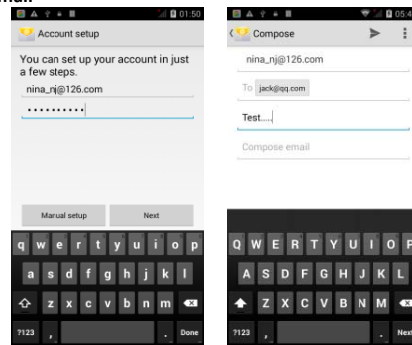 mail
01:50
Account setup
You can set up your account in just
a few steps.
nina_nj@126.com
..........
Manual setup
Next
q w e r t y u i o p
a s d f g h j k l
z x c v b n m
?123 , . Done
05:4
Compose
nina_nj@126.com
To jack@qq.com
Test.....
Compose email
Q W E R T Y U I O P
A S D F G H J K L
Z X C V B N M
?123 , . Next